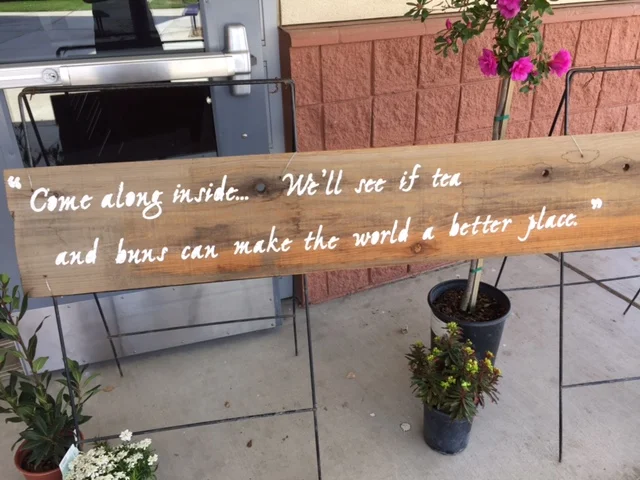 “Come along inside... We'll see if tea
and buns can make the world a better place.”